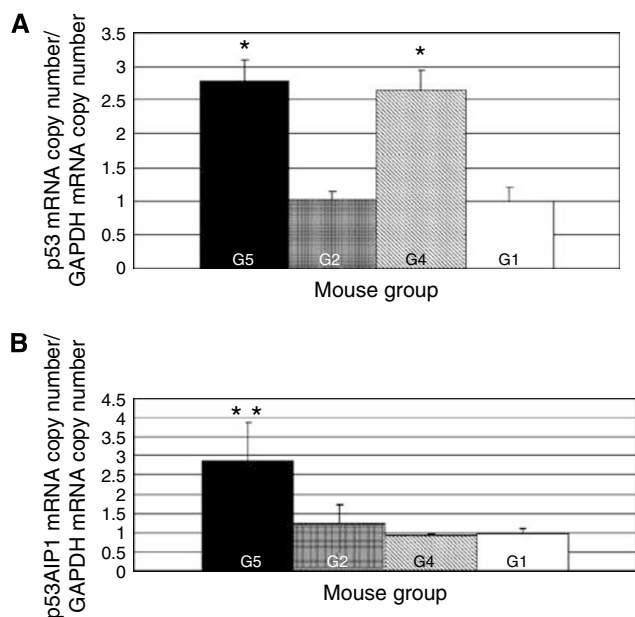 A
p53 mRNA copy number/
GAPDH mRNA copy number
3.5
3
2.5
2
1.5
1
0.5
0
* *
G5 G2 G4 G1
Mouse group
B
p53AIP1 mRNA copy number/
GAPDH mRNA copy number
4.5
4
3.5
3
2.5
2
1.5
1
0.5
0
* *
G5 G2 G4 G1
Mouse group